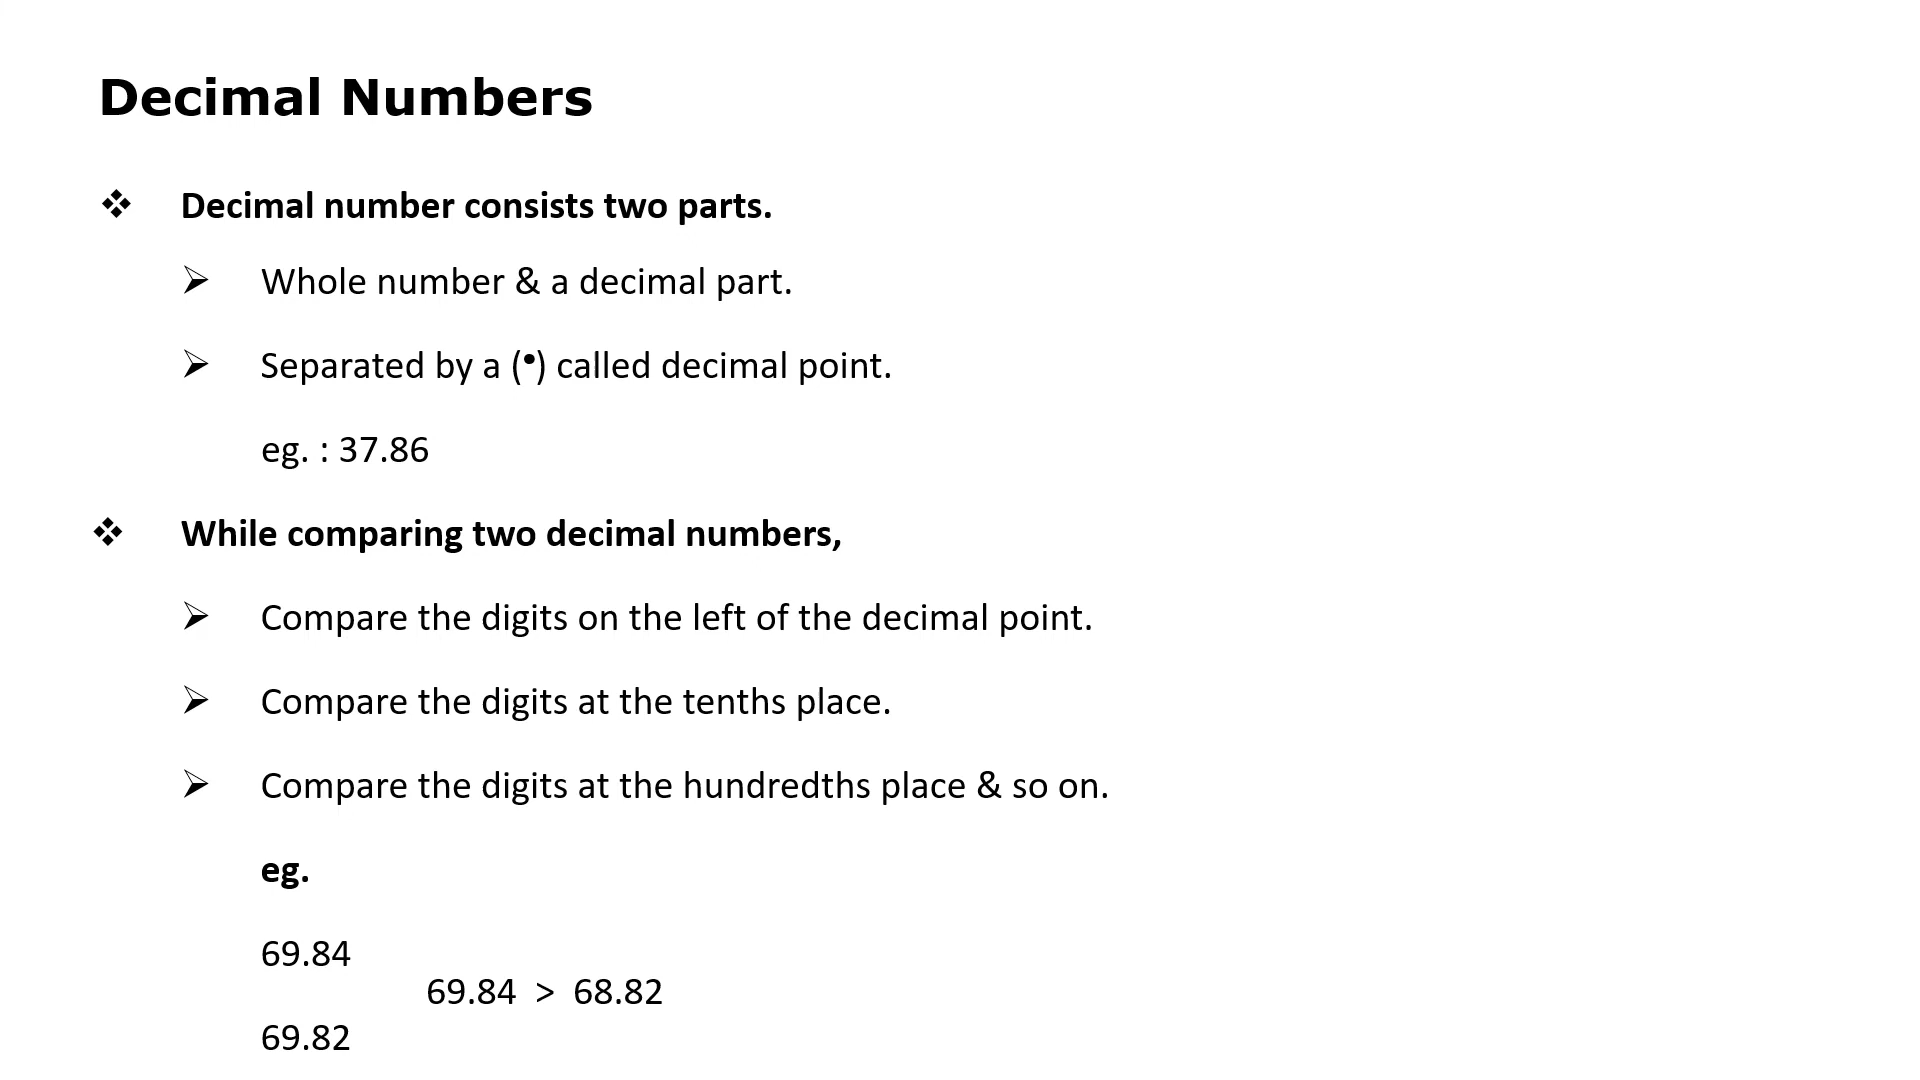 Decimal Numbers
❖ Decimal number consists two parts.
➢ Whole number & a decimal part.
➢ Separated by a (•) called decimal point.
eg. : 37.86
❖ While comparing two decimal numbers,
➢ Compare the digits on the left of the decimal point.
➢ Compare the digits at the tenths place.
➢ Compare the digits at the hundredths place & so on.
eg.
69.84
69.84 > 68.82
69.82